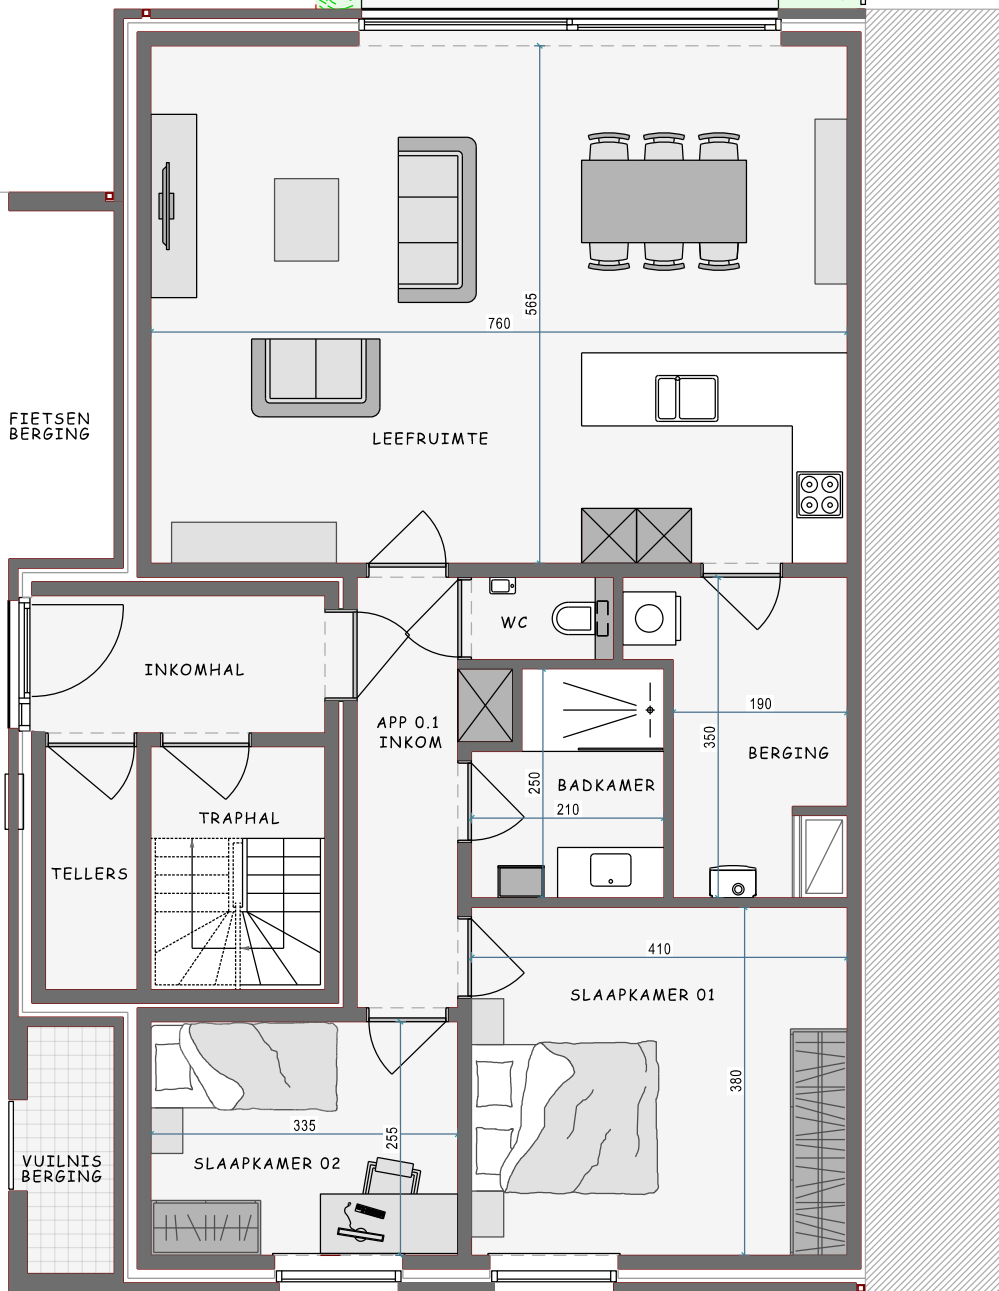 565
760
FIETSEN
BERGING
LEEFRUIMTE
WC
INKOMHAL
APP 0.1
INKOM
190
350
BERGING
250
BADKAMER
210
TRAPHAL
TELLERS
410
SLAAPKAMER 01
380
335
255
SLAAPKAMER 02
VUILNIS
BERGING